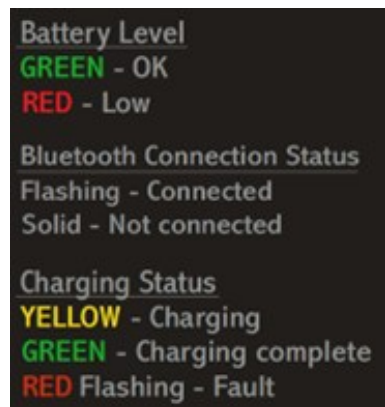 Battery Level
GREEN - OK
RED - Low
Bluetooth Connection Status
Flashing - Connected
Solid - Not connected
Charging Status
YELLOW - Charging
GREEN - Charging complete
RED Flashing - Fault